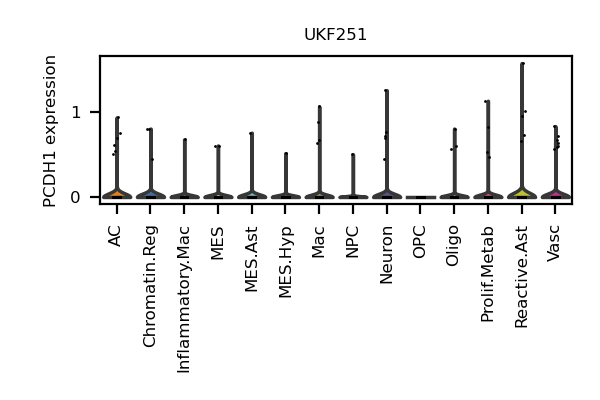 UKF251
PCDH1 expression
1
0
AC
Chromatin.Reg
Inflammatory.Mac
MES
MES.Ast
MES.Hyp
Mac
NPC
Neuron
OPC
Oligo
Prolif.Metab
Reactive.Ast
Vasc